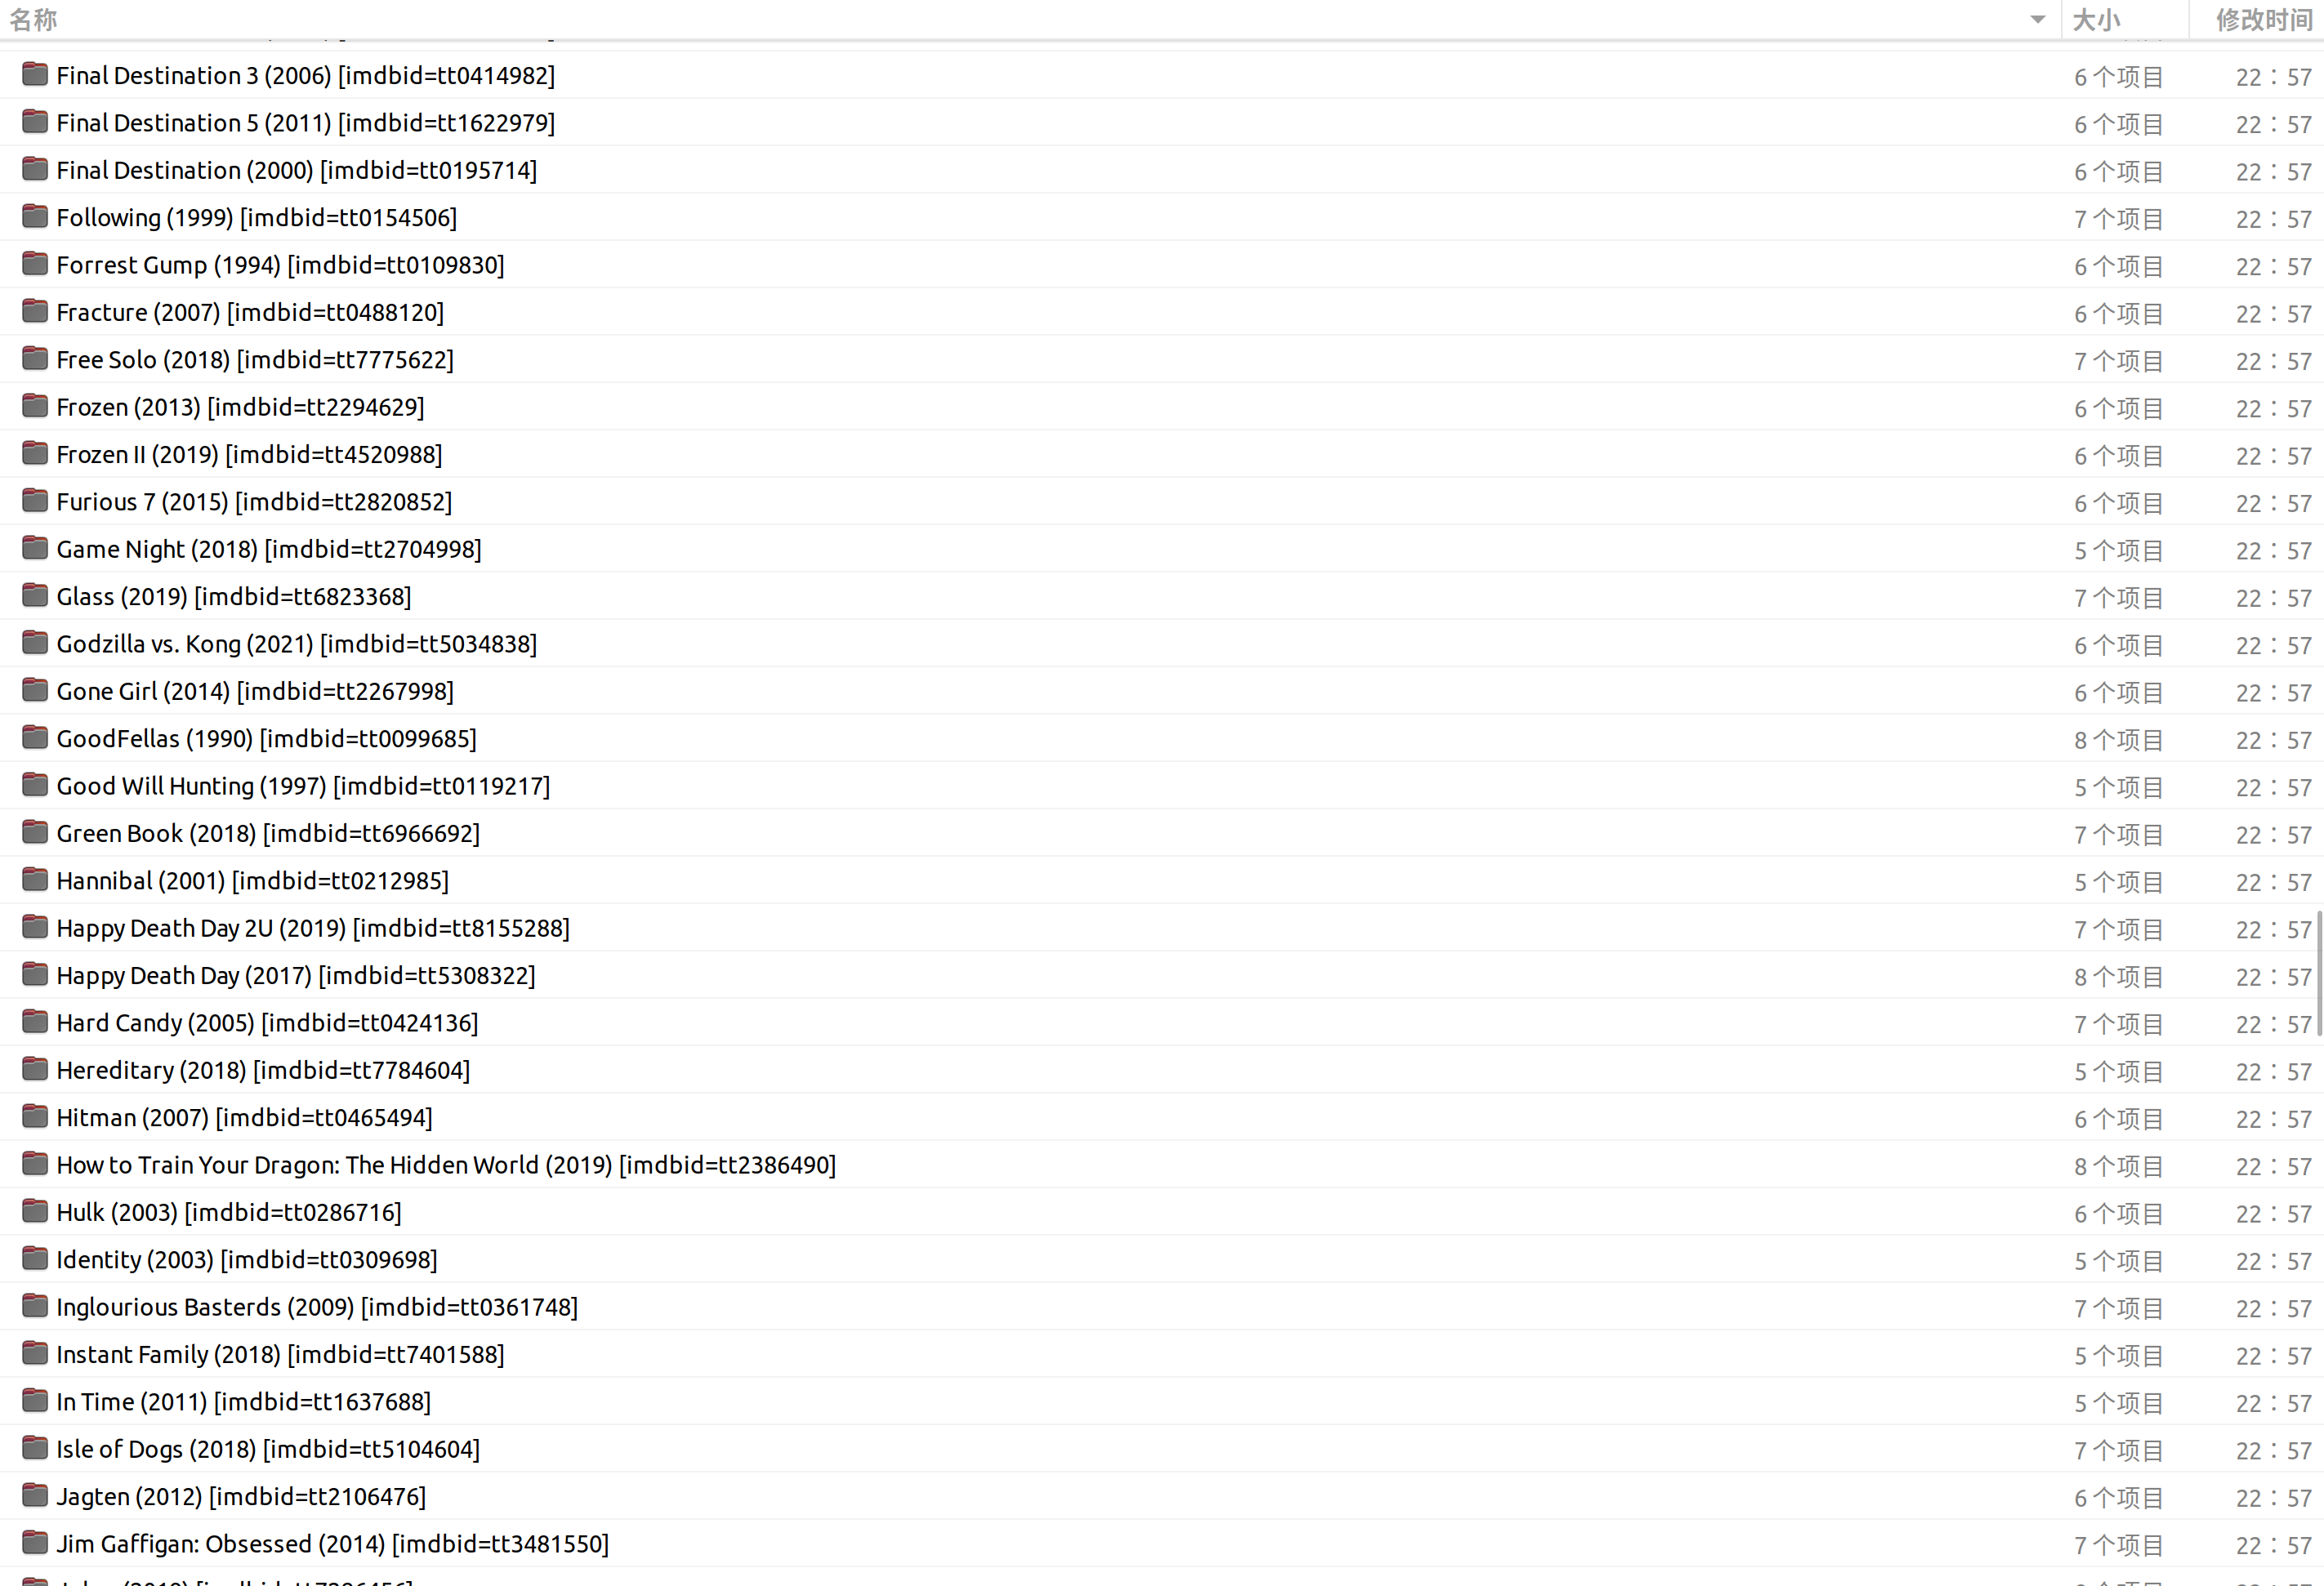 名称 大小 修改时间
Final Destination 3 (2006) [imdbid=tt0414982] 6 个项目 22：57
Final Destination 5 (2011) [imdbid=tt1622979] 6 个项目 22：57
Final Destination (2000) [imdbid=tt0195714] 6 个项目 22：57
Following (1999) [imdbid=tt0154506] 7 个项目 22：57
Forrest Gump (1994) [imdbid=tt0109830] 6 个项目 22：57
Fracture (2007) [imdbid=tt0488120] 6 个项目 22：57
Free Solo (2018) [imdbid=tt7775622] 7 个项目 22：57
Frozen (2013) [imdbid=tt2294629] 6 个项目 22：57
Frozen II (2019) [imdbid=tt4520988] 6 个项目 22：57
Furious 7 (2015) [imdbid=tt2820852] 6 个项目 22：57
Game Night (2018) [imdbid=tt2704998] 5 个项目 22：57
Glass (2019) [imdbid=tt6823368] 7 个项目 22：57
Godzilla vs. Kong (2021) [imdbid=tt5034838] 6 个项目 22：57
Gone Girl (2014) [imdbid=tt2267998] 6 个项目 22：57
GoodFellas (1990) [imdbid=tt0099685] 8 个项目 22：57
Good Will Hunting (1997) [imdbid=tt0119217] 5 个项目 22：57
Green Book (2018) [imdbid=tt6966692] 7 个项目 22：57
Hannibal (2001) [imdbid=tt0212985] 5 个项目 22：57
Happy Death Day 2U (2019) [imdbid=tt8155288] 7 个项目 22：57
Happy Death Day (2017) [imdbid=tt5308322] 8 个项目 22：57
Hard Candy (2005) [imdbid=tt0424136] 7 个项目 22：57
Hereditary (2018) [imdbid=tt7784604] 5 个项目 22：57
Hitman (2007) [imdbid=tt0465494] 6 个项目 22：57
How to Train Your Dragon: The Hidden World (2019) [imdbid=tt2386490] 8 个项目 22：57
Hulk (2003) [imdbid=tt0286716] 6 个项目 22：57
Identity (2003) [imdbid=tt0309698] 5 个项目 22：57
Inglourious Basterds (2009) [imdbid=tt0361748] 7 个项目 22：57
Instant Family (2018) [imdbid=tt7401588] 5 个项目 22：57
In Time (2011) [imdbid=tt1637688] 5 个项目 22：57
Isle of Dogs (2018) [imdbid=tt5104604] 7 个项目 22：57
Jagten (2012) [imdbid=tt2106476] 6 个项目 22：57
Jim Gaffigan: Obsessed (2014) [imdbid=tt3481550] 7 个项目 22：57